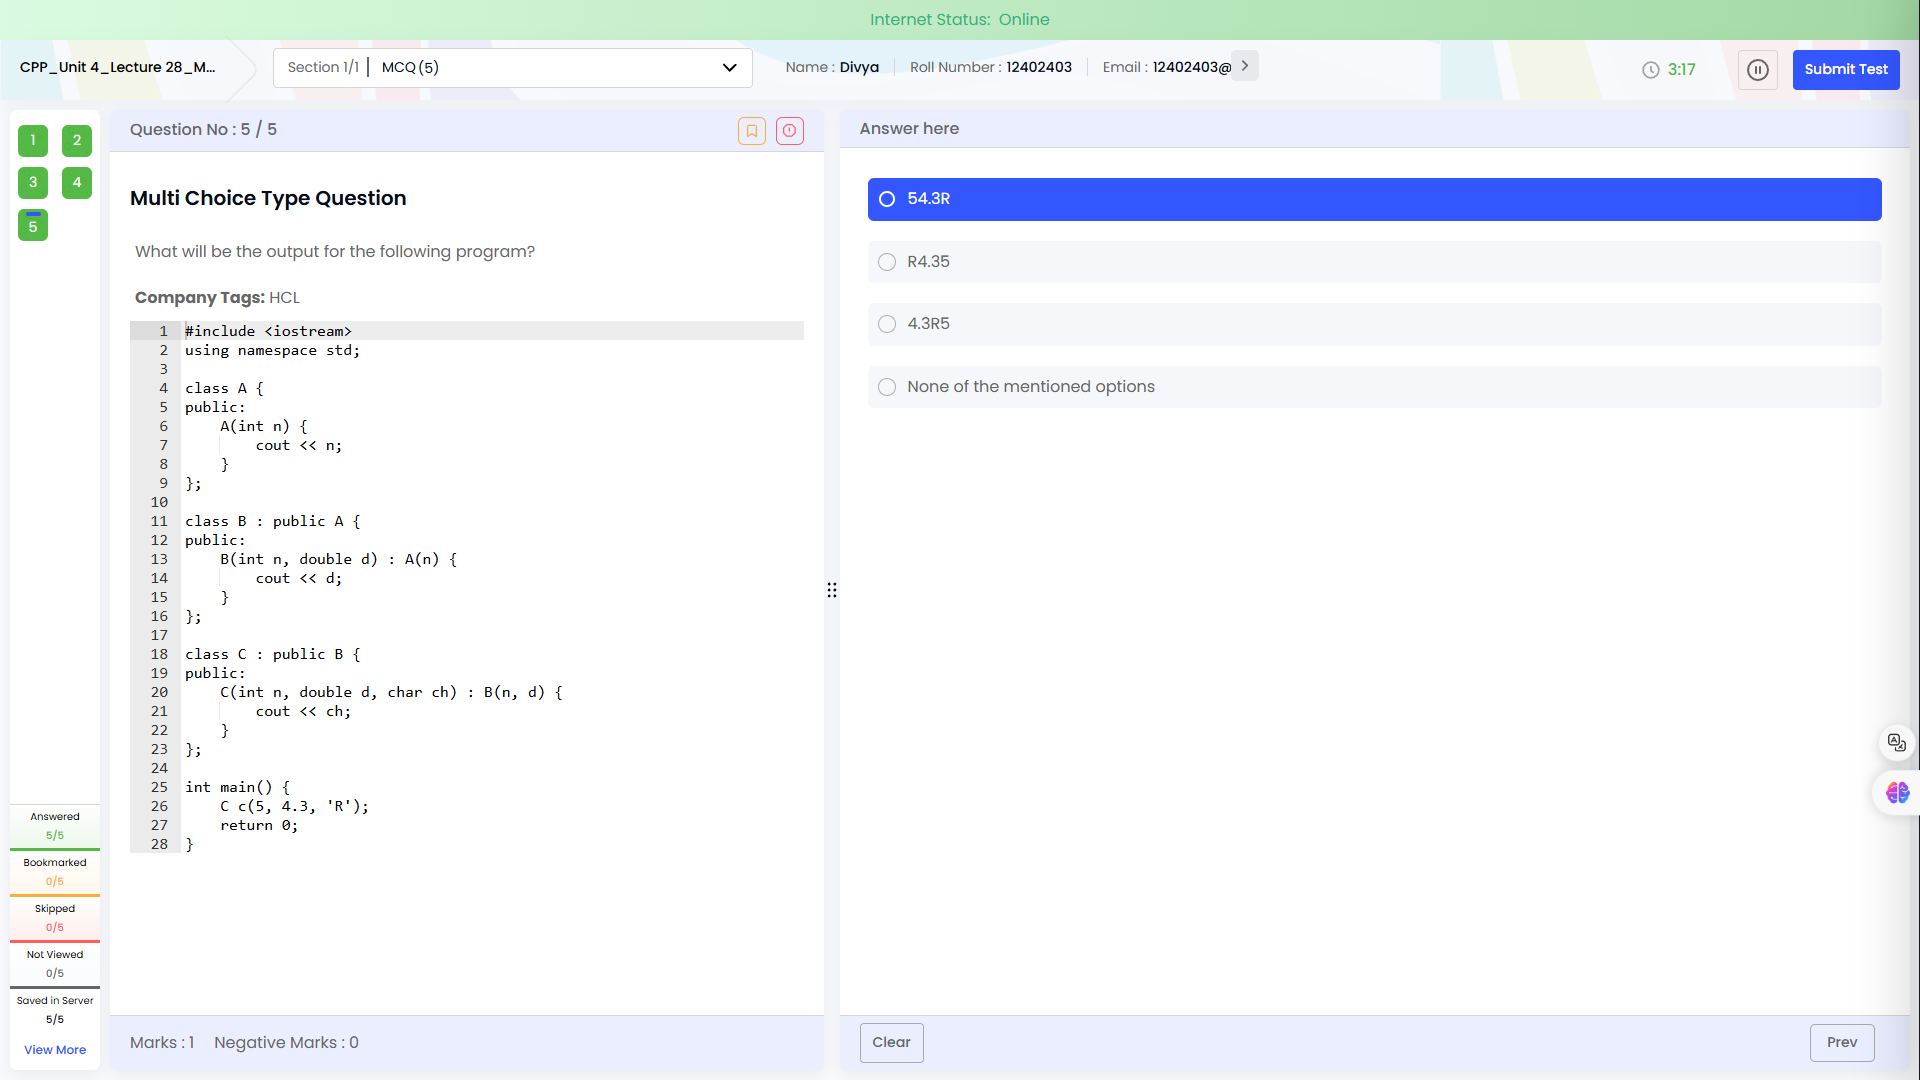 Internet Status: Online
CPP_Unit 4_Lecture 28_M...
Section 1/1 | MCQ (5)
Name : Divya
Roll Number : 12402403
Email : 12402403@
3:17
Submit Test
1 2
3 4
5
Question No : 5 / 5
Multi Choice Type Question
What will be the output for the following program?
Company Tags: HCL
1 #include <iostream>
2 using namespace std;
3
4 class A {
5 public:
6     A(int n) {
7         cout << n;
8     }
9 };
10
11 class B : public A {
12 public:
13     B(int n, double d) : A(n) {
14         cout << d;
15     }
16 };
17
18 class C : public B {
19 public:
20     C(int n, double d, char ch) : B(n, d) {
21         cout << ch;
22     }
23 };
24
25 int main() {
26     C c(5, 4.3, 'R');
27     return 0;
28 }
Marks : 1
Negative Marks : 0
Answer here
54.3R
R4.35
4.3R5
None of the mentioned options
Clear
Prev
Answered
5/5
Bookmarked
0/5
Skipped
0/5
Not Viewed
0/5
Saved in Server
5/5
View More